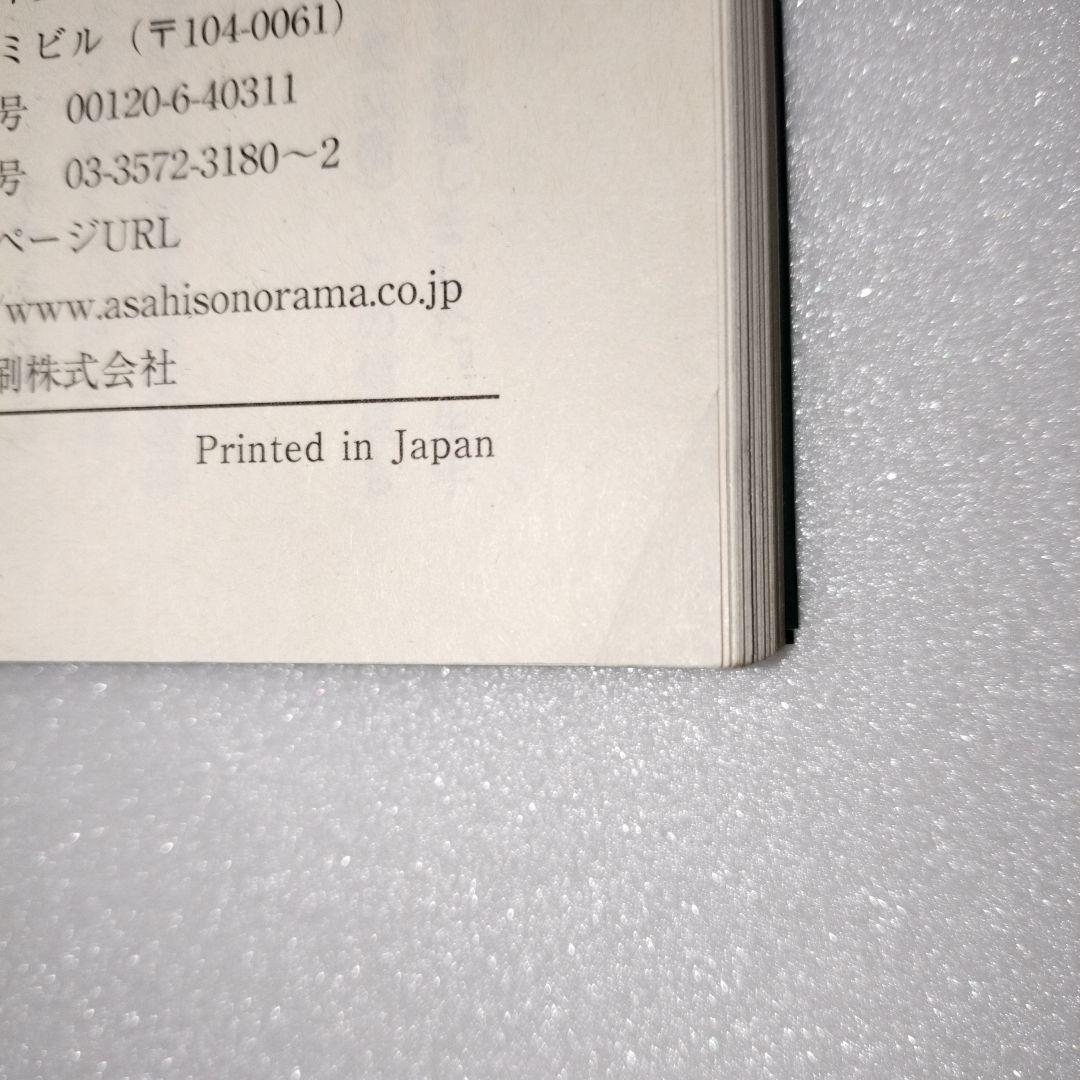 ミビル（〒104-0061）
号　00120-6-40311
号　03-3572-3180〜2
ページURL
www.asahisonorama.co.jp
刷株式会社
Printed in Japan